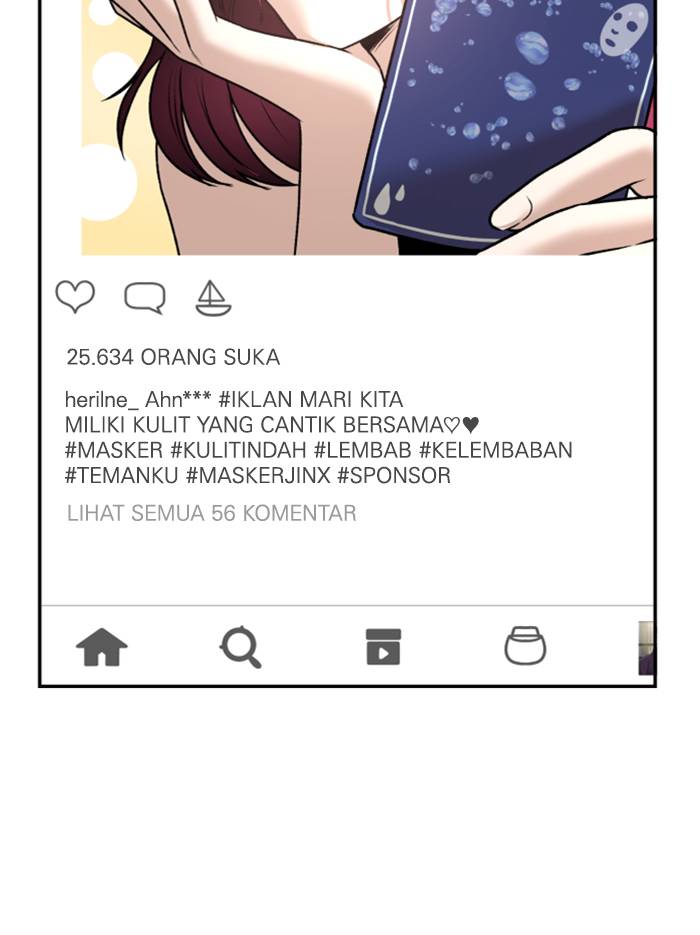 25.634 ORANG SUKA
herilne_ Ahn*** #IKLAN MARI KITA
MILIKI KULIT YANG CANTIK BERSAMA♡♥
#MASKER #KULITINDAH #LEMBAB #KELEMBABAN
#TEMANKU #MASKERJINX #SPONSOR
LIHAT SEMUA 56 KOMENTAR